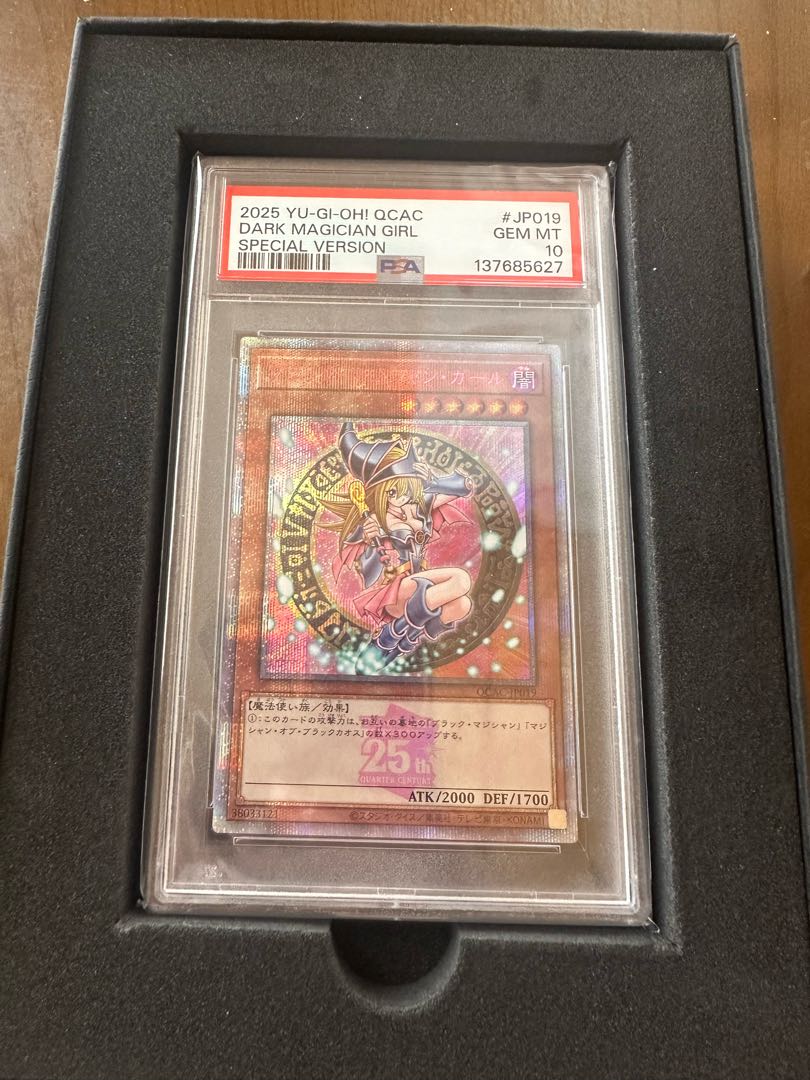 2025 YU-GI-OH! QCAC #JP019
DARK MAGICIAN GIRL GEM MT
SPECIAL VERSION 10
PSA 137685627
ン・ガール 闇
QCAC-JP019
【魔法使い族/効果】
①:このカードの攻撃力は、お互いの墓地の「ブラック・マジシャン」「マジ
シャン・オブ・ブラックカオス」の数×300アップする。
25th
QUARTER CENTURY
ATK/2000 DEF/1700
38033121
©スタジオ・ダイス/集英社・テレビ東京・KONAMI